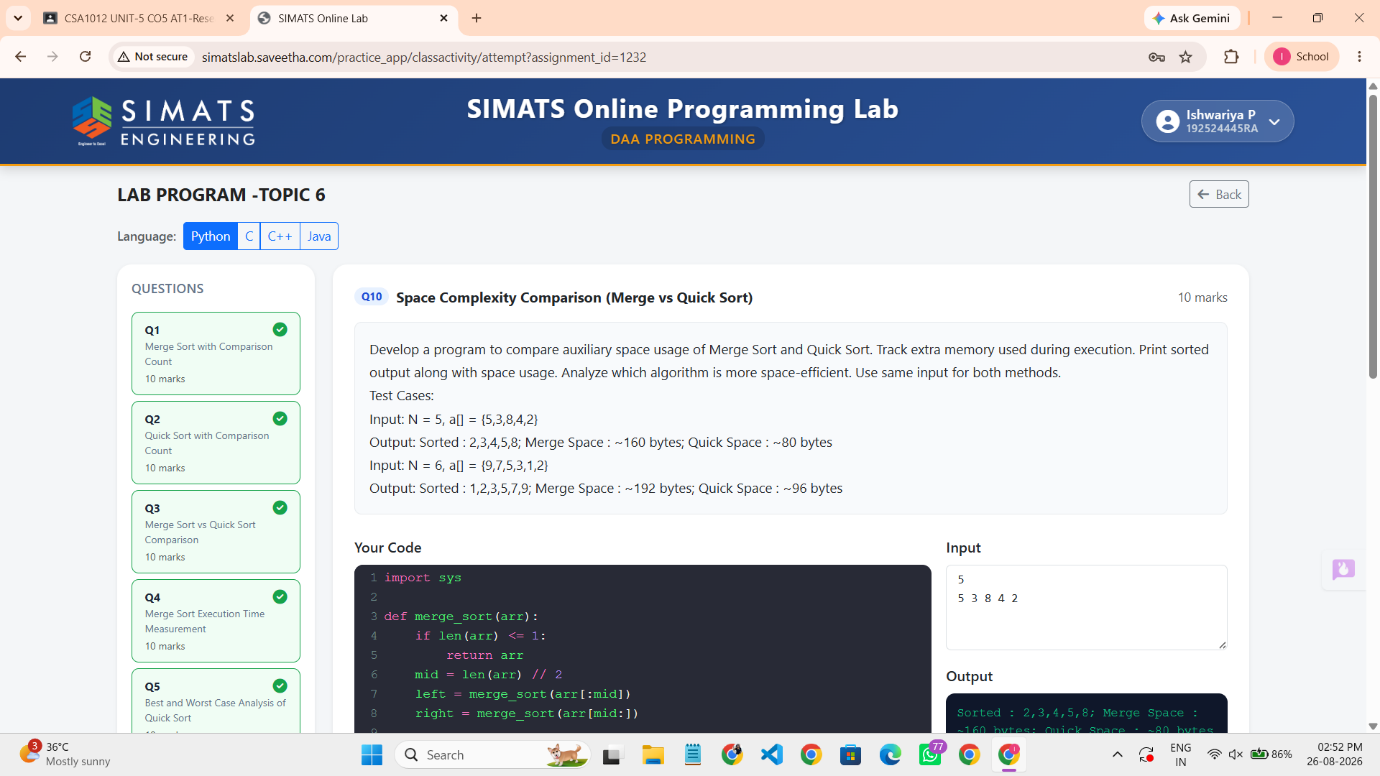 CSA1012 UNIT-5 CO5 AT1-Rese
SIMATS Online Lab
Ask Gemini
Not secure
simatslab.saveetha.com/practice_app/classactivity/attempt?assignment_id=1232
I School
SIMATS
ENGINEERING
SIMATS Online Programming Lab
DAA PROGRAMMING
Ishwariya P
192524445RA
LAB PROGRAM -TOPIC 6
Back
Language: Python C C++ Java
QUESTIONS
Q1
Merge Sort with Comparison
Count
10 marks
Q2
Quick Sort with Comparison
Count
10 marks
Q3
Merge Sort vs Quick Sort
Comparison
10 marks
Q4
Merge Sort Execution Time
Measurement
10 marks
Q5
Best and Worst Case Analysis of
Quick Sort
Q10 Space Complexity Comparison (Merge vs Quick Sort)
10 marks
Develop a program to compare auxiliary space usage of Merge Sort and Quick Sort. Track extra memory used during execution. Print sorted
output along with space usage. Analyze which algorithm is more space-efficient. Use same input for both methods.
Test Cases:
Input: N = 5, a[] = {5,3,8,4,2}
Output: Sorted : 2,3,4,5,8; Merge Space : ~160 bytes; Quick Space : ~80 bytes
Input: N = 6, a[] = {9,7,5,3,1,2}
Output: Sorted : 1,2,3,5,7,9; Merge Space : ~192 bytes; Quick Space : ~96 bytes
Your Code
1 import sys
2
3 def merge_sort(arr):
4 if len(arr) <= 1:
5 return arr
6 mid = len(arr) // 2
7 left = merge_sort(arr[:mid])
8 right = merge_sort(arr[mid:])
Input
5
5 3 8 4 2
Output
Sorted : 2,3,4,5,8; Merge Space :
~160 bytes; Quick Space : ~80 bytes
3
36°C
Mostly sunny
Search
77
ENG
IN
86%
02:52 PM
26-08-2026